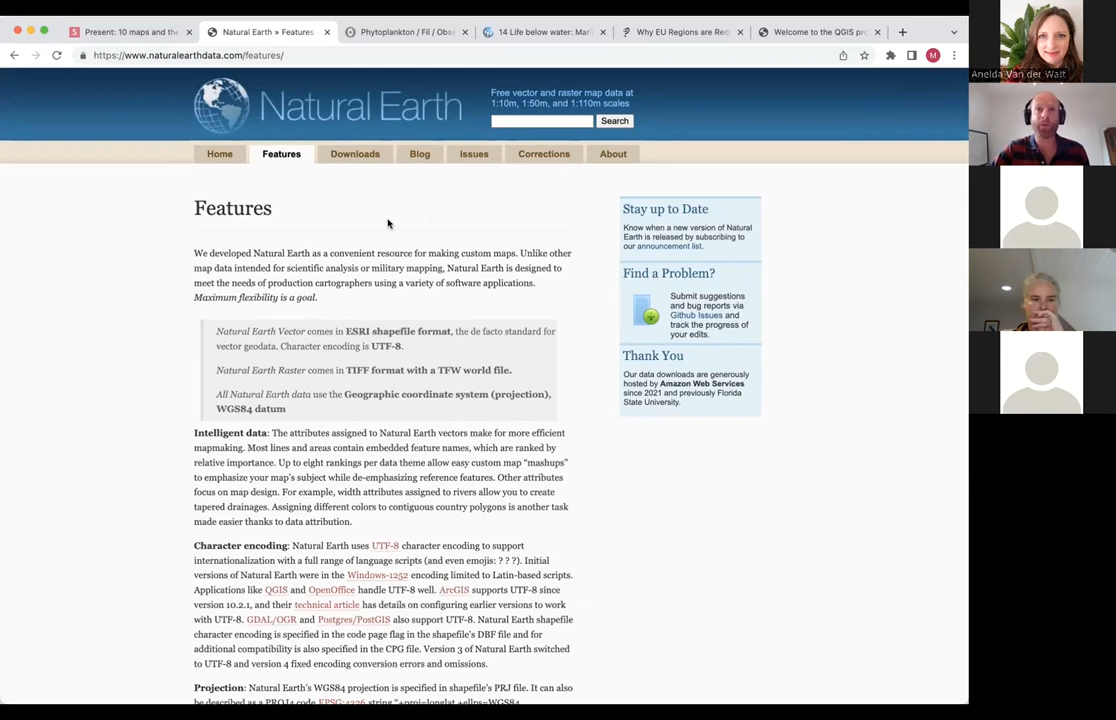 Present: 10 maps and the
Natural Earth » Features
Phytoplankton / Fil / Obse
14 Life below water: Mari
Why EU Regions are Red
Welcome to the QGIS pro
https://www.naturalearthdata.com/features/
M
Natural Earth
Free vector and raster map data at
1:10m, 1:50m, and 1:110m scales
Search
Home
Features
Downloads
Blog
Issues
Corrections
About
Features
We developed Natural Earth as a convenient resource for making custom maps. Unlike other
map data intended for scientific analysis or military mapping, Natural Earth is designed to
meet the needs of production cartographers using a variety of software applications.
Maximum flexibility is a goal.
Natural Earth Vector comes in ESRI shapefile format, the de facto standard for
vector geodata. Character encoding is UTF-8.
Natural Earth Raster comes in TIFF format with a TFW world file.
All Natural Earth data use the Geographic coordinate system (projection),
WGS84 datum
Intelligent data: The attributes assigned to Natural Earth vectors make for more efficient
mapmaking. Most lines and areas contain embedded feature names, which are ranked by
relative importance. Up to eight rankings per data theme allow easy custom map “mashups”
to emphasize your map’s subject while de-emphasizing reference features. Other attributes
focus on map design. For example, width attributes assigned to rivers allow you to create
tapered drainages. Assigning different colors to contiguous country polygons is another task
made easier thanks to data attribution.
Character encoding: Natural Earth uses UTF-8 character encoding to support
internationalization with a full range of language scripts (and even emojis: ? ? ?). Initial
versions of Natural Earth were in the Windows-1252 encoding limited to Latin-based scripts.
Applications like QGIS and OpenOffice handle UTF-8 well. ArcGIS supports UTF-8 since
version 10.2.1, and their technical article has details on configuring earlier versions to work
with UTF-8. GDAL/OGR and Postgres/PostGIS also support UTF-8. Natural Earth shapefile
character encoding is specified in the code page flag in the shapefile’s DBF file and for
additional compatibility is also specified in the CPG file. Version 3 of Natural Earth switched
to UTF-8 and version 4 fixed encoding conversion errors and omissions.
Projection: Natural Earth’s WGS84 projection is specified in shapefile’s PRJ file. It can also
be described as a PROJ4 code EPSG:4326 string “+proj=longlat +ellps=WGS84
Stay up to Date
Know when a new version of Natural
Earth is released by subscribing to
our announcement list.
Find a Problem?
Submit suggestions
and bug reports via
Github Issues and
track the progress of
your edits.
Thank You
Our data downloads are generously
hosted by Amazon Web Services
since 2021 and previously Florida
State University.
Anelda Van der Walt